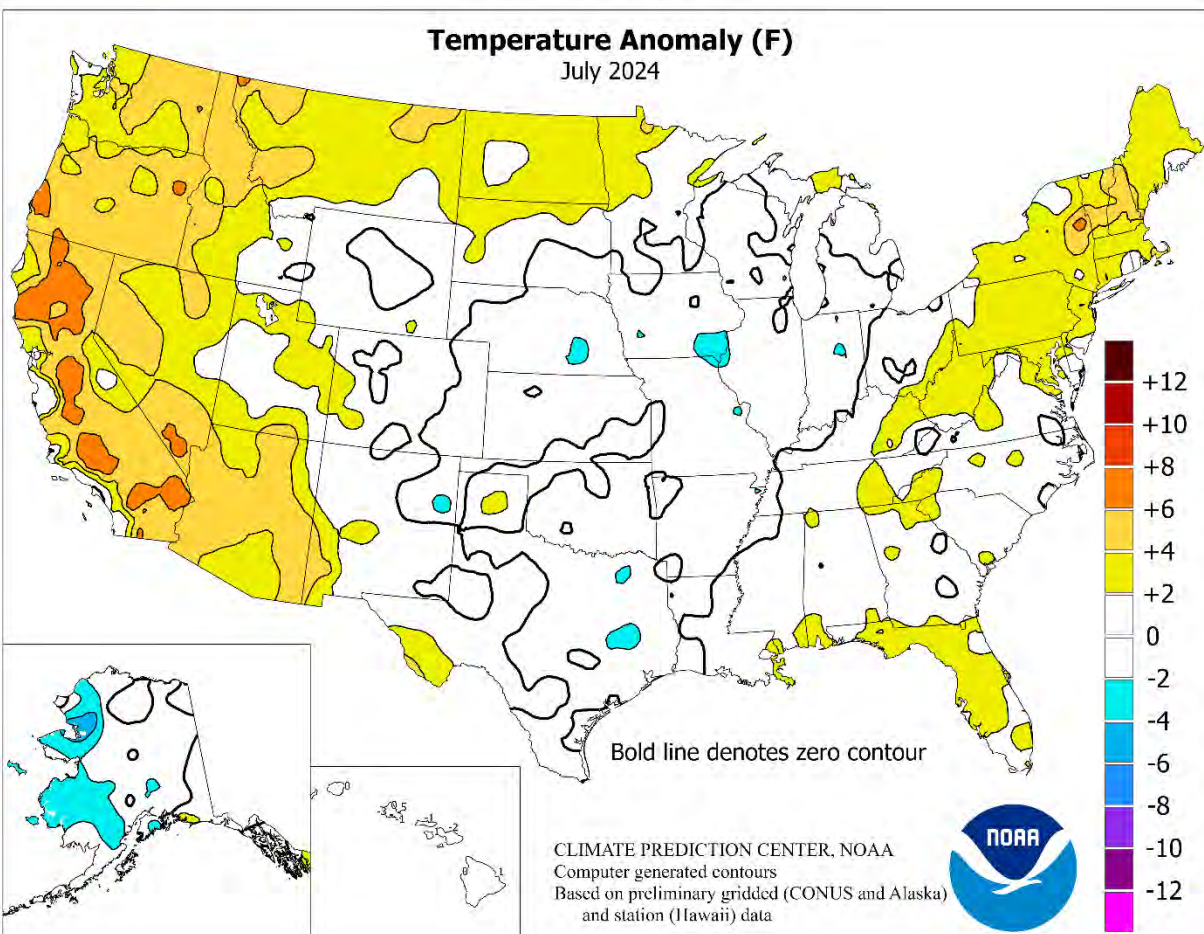 Temperature Anomaly (F)
July 2024
+12
+10
+8
+6
+4
+2
0
-2
-4
-6
-8
-10
-12
Bold line denotes zero contour
CLIMATE PREDICTION CENTER, NOAA
Computer generated contours
Based on preliminary gridded (CONUS and Alaska)
and station (Hawaii) data
NOAA